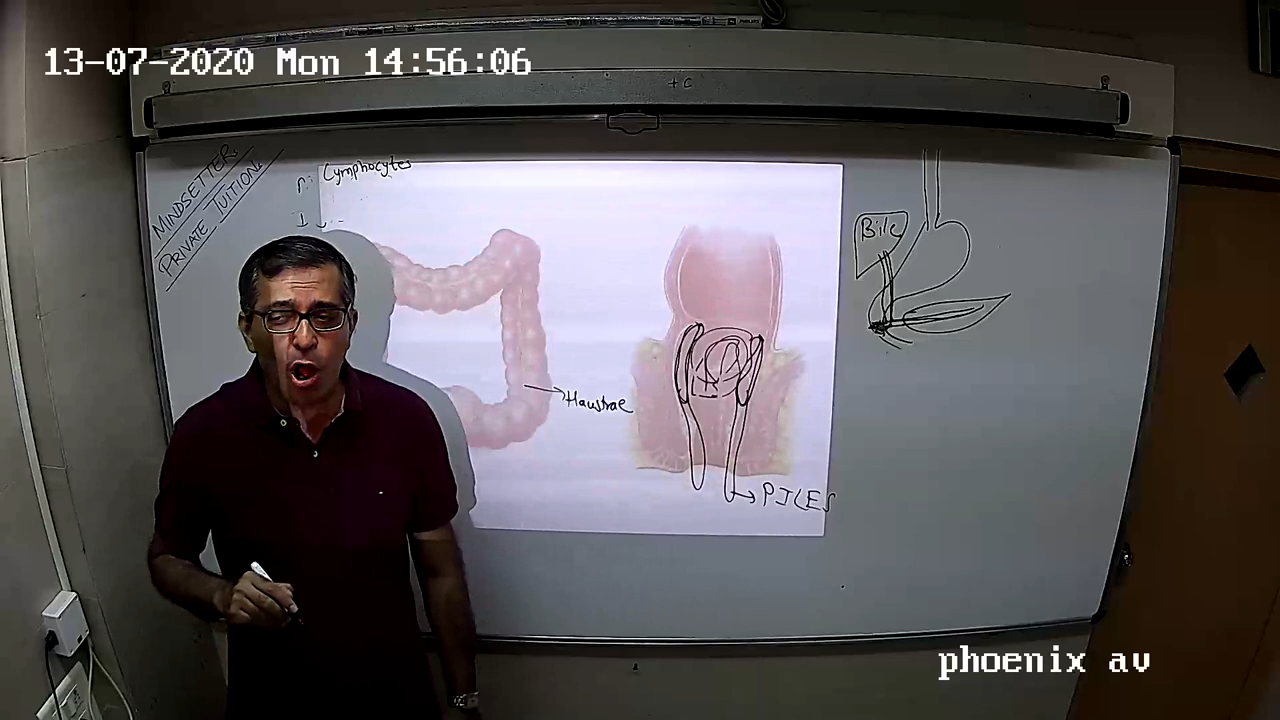 13-07-2020 Mon 14:56:06
MINDSETTERS
PRIVATE TUITIONS
Lymphocytes
Bile
Haustrae
PILES
phoenix av